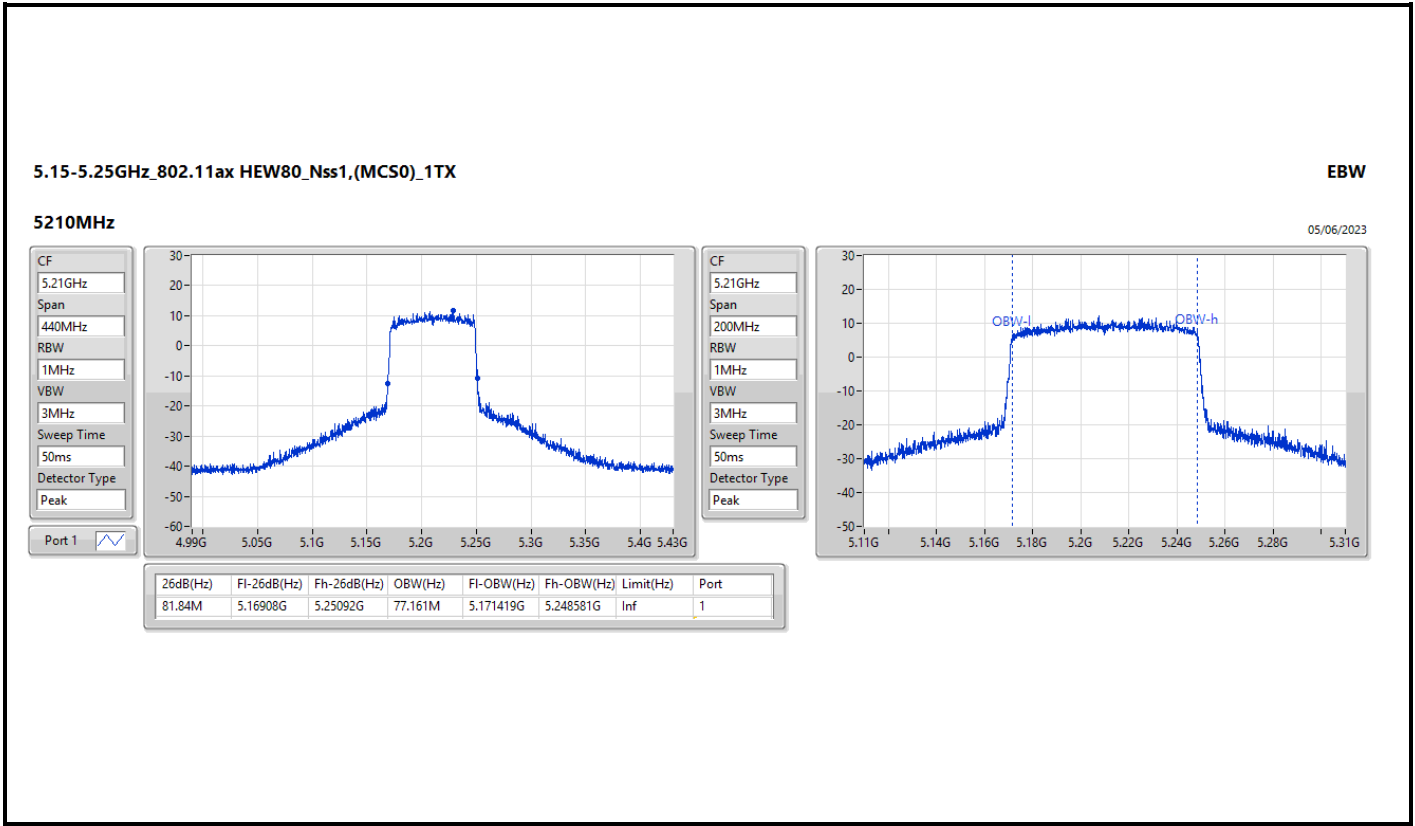 5.15-5.25GHz_802.11ax HEW80_Nss1,(MCS0)_1TX
EBW
5210MHz
05/06/2023
CF
5.21GHz
Span
440MHz
RBW
1MHz
VBW
3MHz
Sweep Time
50ms
Detector Type
Peak
Port 1
30
20
10
0
-10
-20
-30
-40
-50
-60
4.99G 5.05G 5.1G 5.15G 5.2G 5.25G 5.3G 5.35G 5.4G 5.43G
CF
5.21GHz
Span
200MHz
RBW
1MHz
VBW
3MHz
Sweep Time
50ms
Detector Type
Peak
30
20
10
0
-10
-20
-30
-40
-50
OBW-l OBW-h
5.11G 5.14G 5.16G 5.18G 5.2G 5.22G 5.24G 5.26G 5.28G 5.31G
26dB(Hz) Fl-26dB(Hz) Fh-26dB(Hz) OBW(Hz) Fl-OBW(Hz) Fh-OBW(Hz) Limit(Hz) Port
81.84M 5.16908G 5.25092G 77.161M 5.171419G 5.248581G Inf 1